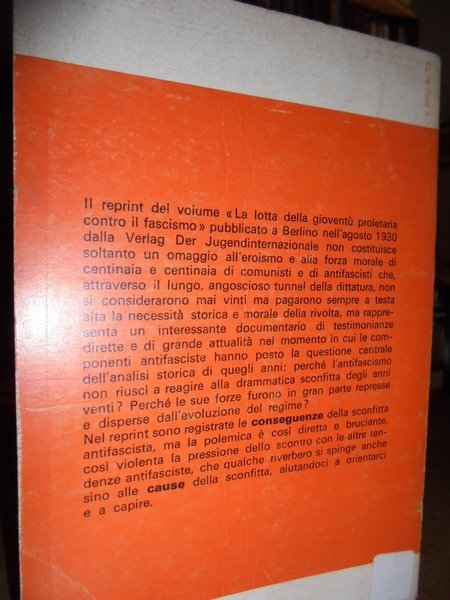 Il reprint del volume « La lotta della gioventù proletaria
contro il fascismo » pubblicato a Berlino nell'agosto 1930
dalla Verlag Der Jugendinternazionale non costituisce
soltanto un omaggio all'eroismo e alla forza morale di
centinaia e centinaia di comunisti e di antifascisti che,
attraverso il lungo, angoscioso tunnel della dittatura, non
si considerarono mai vinti ma pagarono sempre a testa
alta la necessità storica e morale della rivolta, ma rappre-
senta un interessante documentario di testimonianze
dirette e di grande attualità nel momento in cui le com-
ponenti antifasciste hanno posto la questione centrale
dell'analisi storica di quegli anni: perché l'antifascismo
non riuscì a reagire alla drammatica sconfitta degli anni
venti? Perché le sue forze furono in gran parte represse
e disperse dall'evoluzione del regime?
Nel reprint sono registrate le conseguenze della sconfitta
antifascista, ma la polemica è così diretta e bruciante,
così violenta la pressione dello scontro con le altre ten-
denze antifasciste, che qualche riverbero si spinge anche
sino alle cause della sconfitta, aiutandoci a orientarci
e a capire.